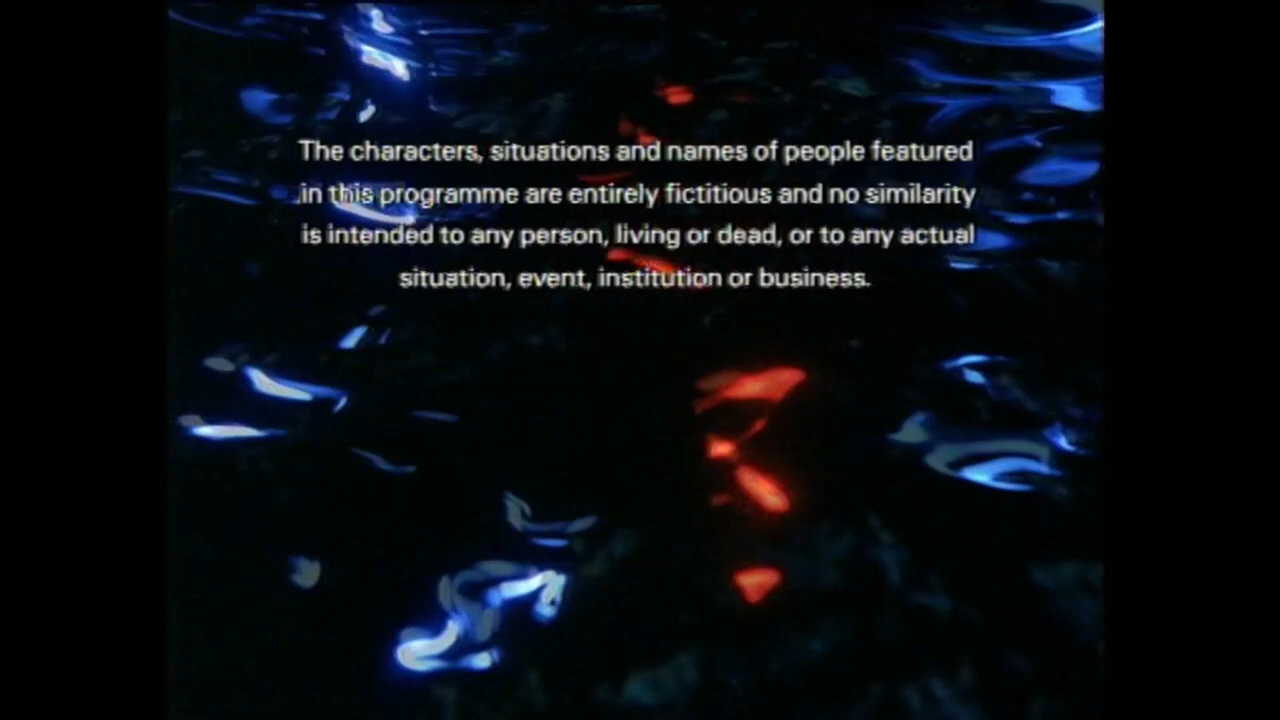 The characters, situations and names of people featured
in this programme are entirely fictitious and no similarity
is intended to any person, living or dead, or to any actual
situation, event, institution or business.